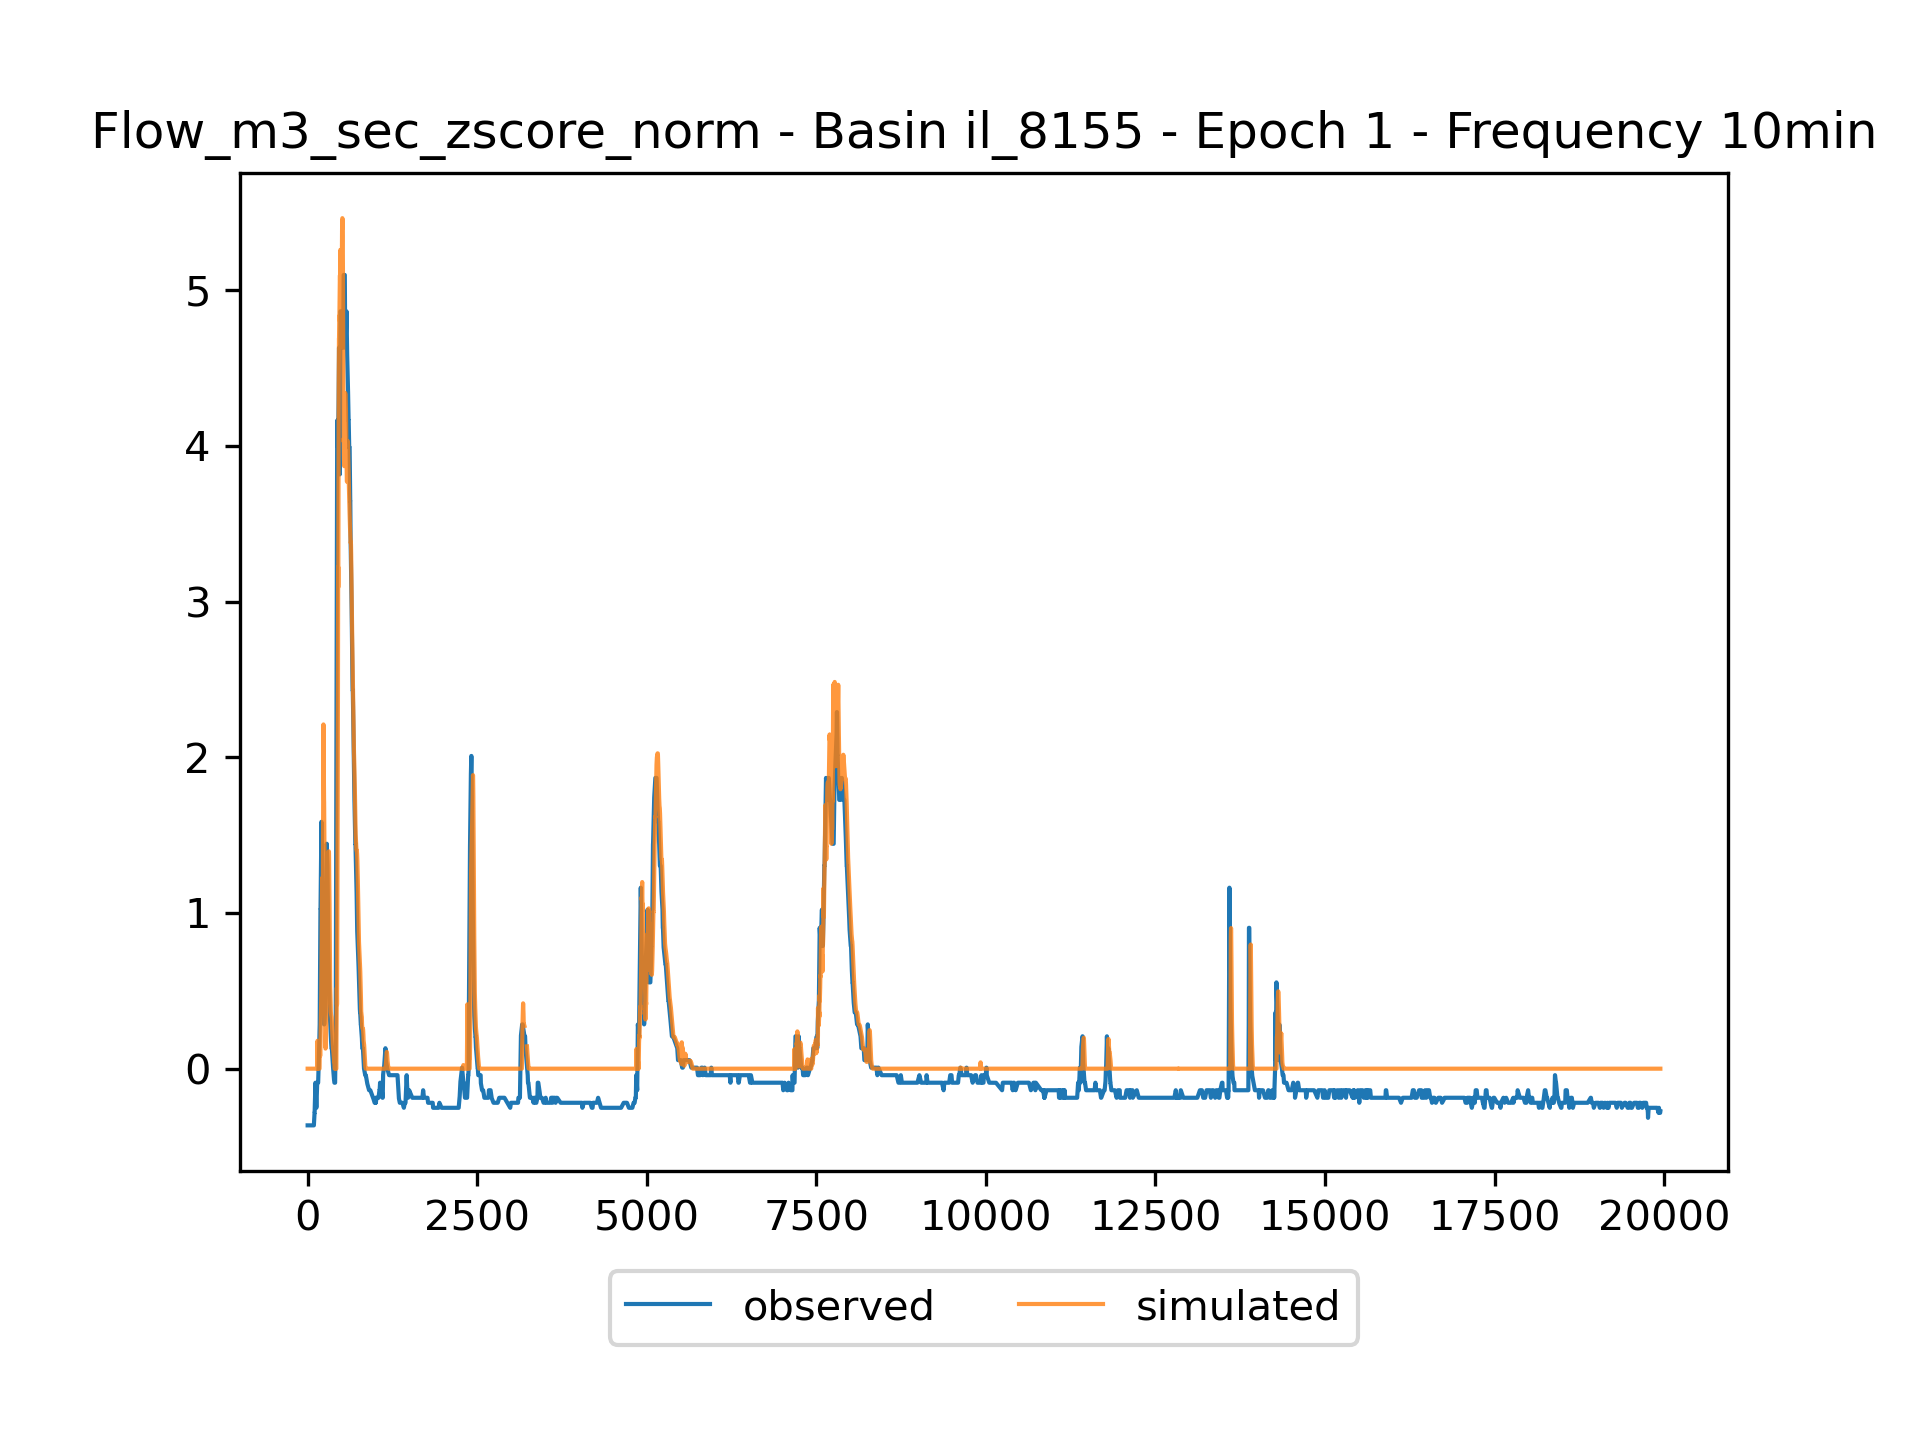 Flow_m3_sec_zscore_norm - Basin il_8155 - Epoch 1 - Frequency 10min
5
4
3
2
1
0
0 2500 5000 7500 10000 12500 15000 17500 20000
observed simulated